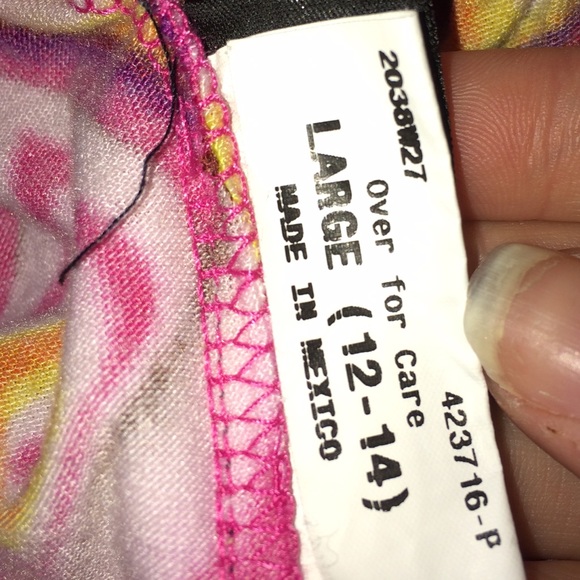 2038W27
Over for Care
423716-P
LARGE (12-14)
MADE IN MEXICO